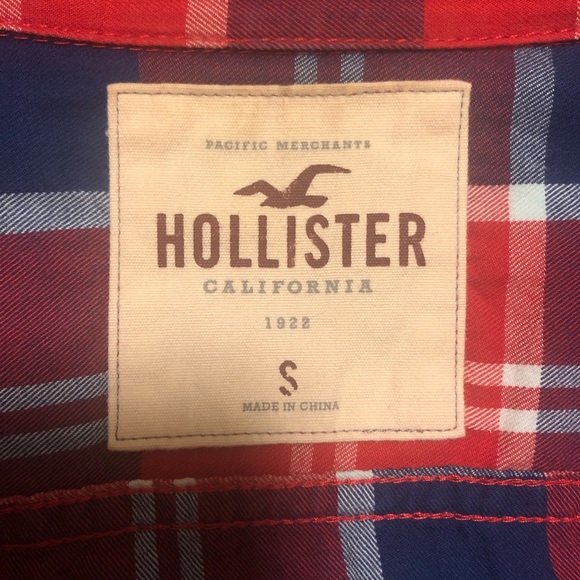 PACIFIC MERCHANTS
HOLLISTER
CALIFORNIA
1922
S
MADE IN CHINA